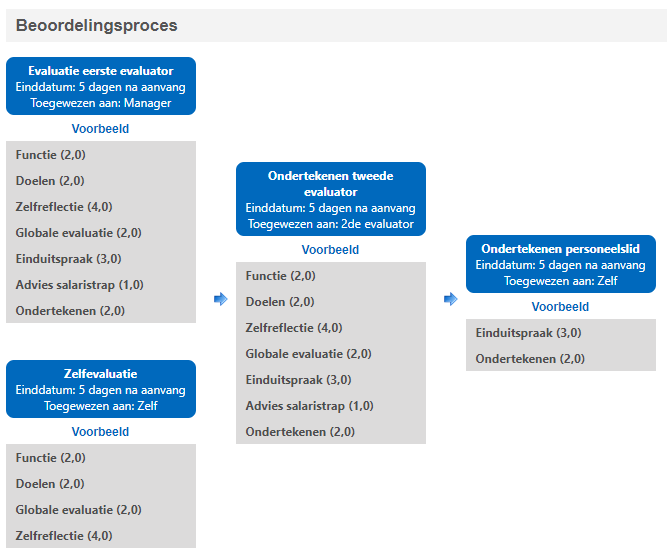 Beoordelingsproces
Evaluatie eerste evaluator
Einddatum: 5 dagen na aanvang
Toegewezen aan: Manager
Voorbeeld
Functie (2,0)
Doelen (2,0)
Zelfreflectie (4,0)
Globale evaluatie (2,0)
Einduitspraak (3,0)
Advies salaristrap (1,0)
Ondertekenen (2,0)
Zelfevaluatie
Einddatum: 5 dagen na aanvang
Toegewezen aan: Zelf
Voorbeeld
Functie (2,0)
Doelen (2,0)
Globale evaluatie (2,0)
Zelfreflectie (4,0)
Ondertekenen tweede
evaluator
Einddatum: 5 dagen na aanvang
Toegewezen aan: 2de evaluator
Voorbeeld
Functie (2,0)
Doelen (2,0)
Zelfreflectie (4,0)
Globale evaluatie (2,0)
Einduitspraak (3,0)
Advies salaristrap (1,0)
Ondertekenen (2,0)
Ondertekenen personeelslid
Einddatum: 5 dagen na aanvang
Toegewezen aan: Zelf
Voorbeeld
Einduitspraak (3,0)
Ondertekenen (2,0)